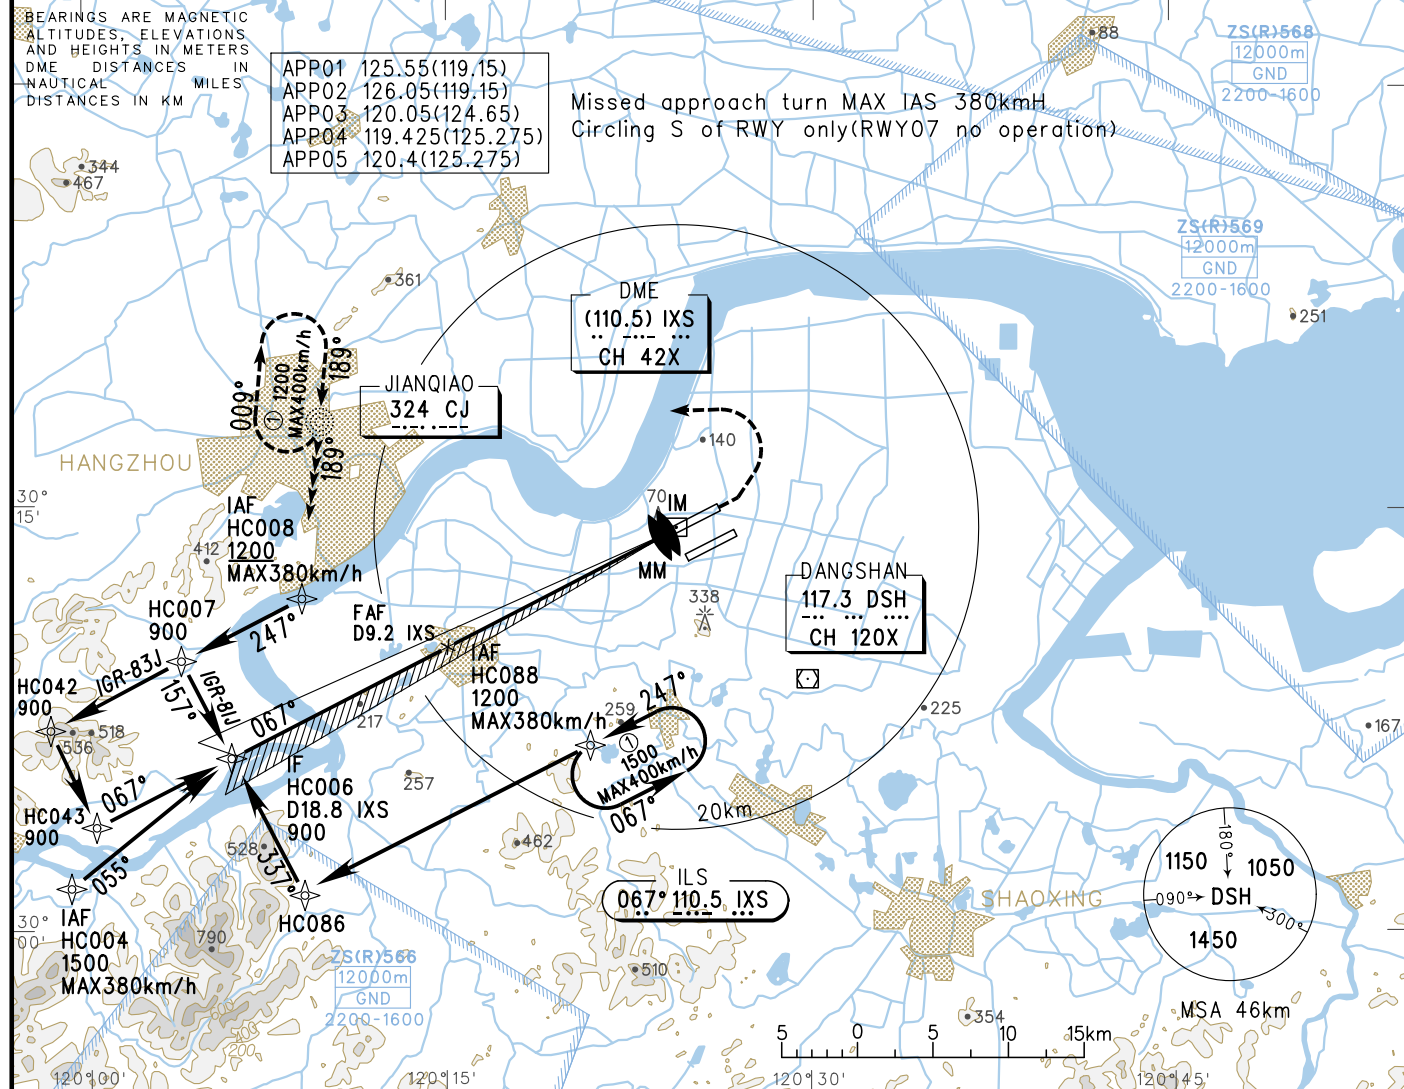 BEARINGS ARE MAGNETIC
ALTITUDES, ELEVATIONS
AND HEIGHTS IN METERS
DME DISTANCES IN
NAUTICAL MILES
DISTANCES IN KM
APP01 125.55(119.15)
APP02 126.05(119.15)
APP03 120.05(124.65)
APP04 119.425(125.275)
APP05 120.4(125.275)
Missed approach turn MAX IAS 380kmH
Circling S of RWY only(RWY07 no operation)
88
ZS(R)568
12000m
GND
2200-1600
344
467
ZS(R)569
12000m
GND
2200-1600
251
361
DME
(110.5) IXS
CH 42X
009°
① 1200
MAX400km/h
189°
189°
JIANQIAO
324 CJ
HANGZHOU
140
30°
15'
70
IM
MM
IAF
HC008
1200
MAX380km/h
412
DANGSHAN
117.3 DSH
CH 120X
338
HC007
900
247°
FAF
D9.2 IXS
IAF
HC088
1200
MAX380km/h
HC042
900
IGR-83J
IGR-81J
157°
067°
518
536
217
259
247°
①
1500
MAX400km/h
067°
225
167
HC043
900
067°
055°
IF
HC006
D18.8 IXS
900
257
20km
462
528
337°
HC086
ILS
067° 110.5 IXS
SHAOXING
180°
1150
1050
090°
DSH
300°
1450
MSA 46km
IAF
HC004
1500
MAX380km/h
30°
00'
790
ZS(R)566
12000m
GND
2200-1600
510
354
600
400
200
5 0 5 10 15km
120°00'
120°15'
120°30'
120°45'